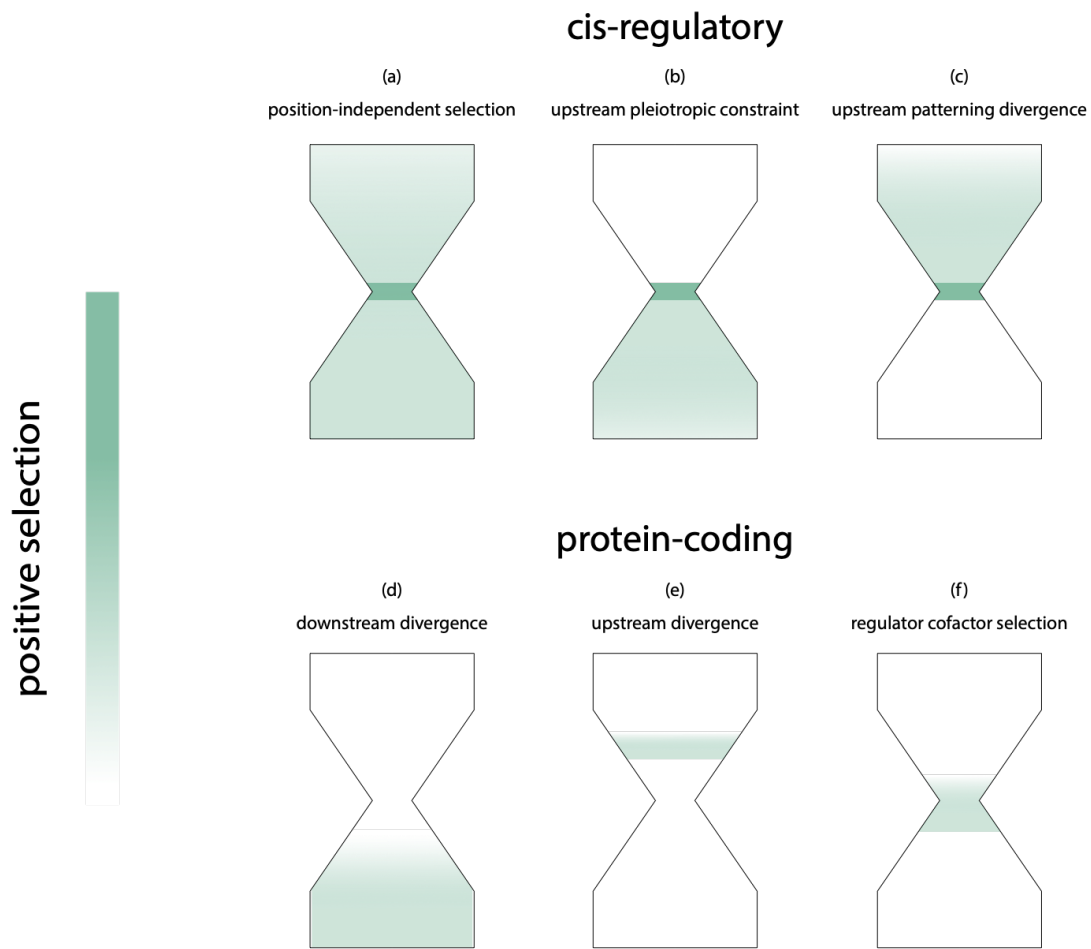 cis-regulatory
(a)
position-independent selection
(b)
upstream pleiotropic constraint
(c)
upstream patterning divergence
positive selection
protein-coding
(d)
downstream divergence
(e)
upstream divergence
(f)
regulator cofactor selection